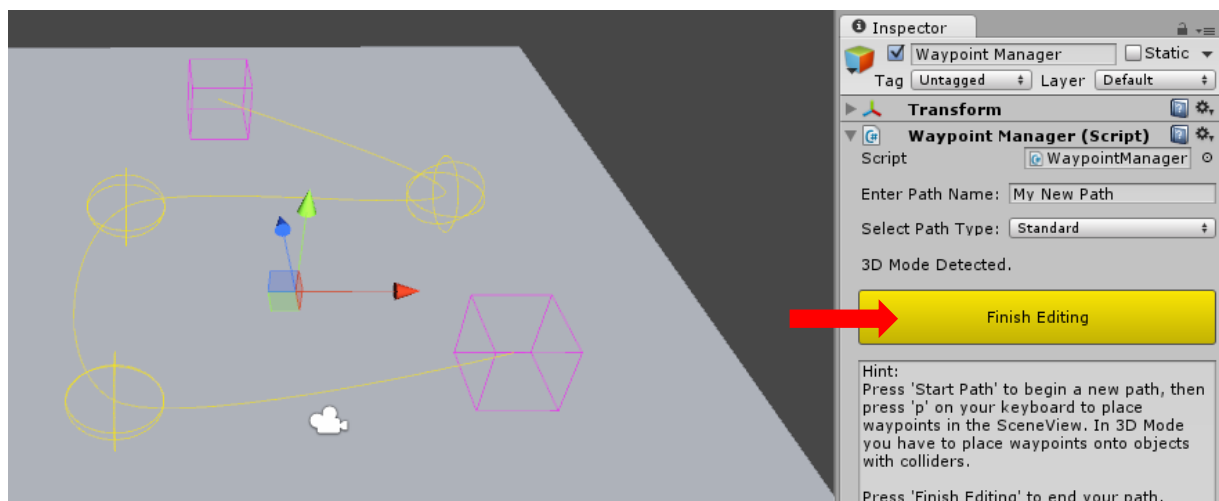 Inspector
Waypoint Manager Static
Tag Untagged Layer Default
Transform
Waypoint Manager (Script)
Script WaypointManager
Enter Path Name: My New Path
Select Path Type: Standard
3D Mode Detected.
Finish Editing
Hint:
Press 'Start Path' to begin a new path, then
press 'p' on your keyboard to place
waypoints in the SceneView. In 3D Mode
you have to place waypoints onto objects
with colliders.
Press 'Finish Editing' to end your path.